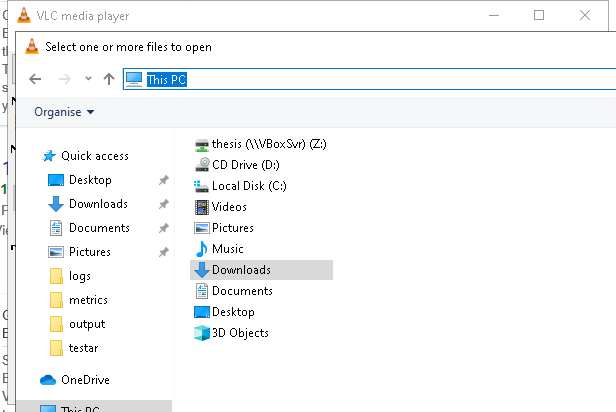 VLC media player
Select one or more files to open
This PC
Organise
Quick access
Desktop
Downloads
Documents
Pictures
logs
metrics
output
testar
OneDrive
This PC
thesis (\\VBoxSvr) (Z:)
CD Drive (D:)
Local Disk (C:)
Videos
Pictures
Music
Downloads
Documents
Desktop
3D Objects